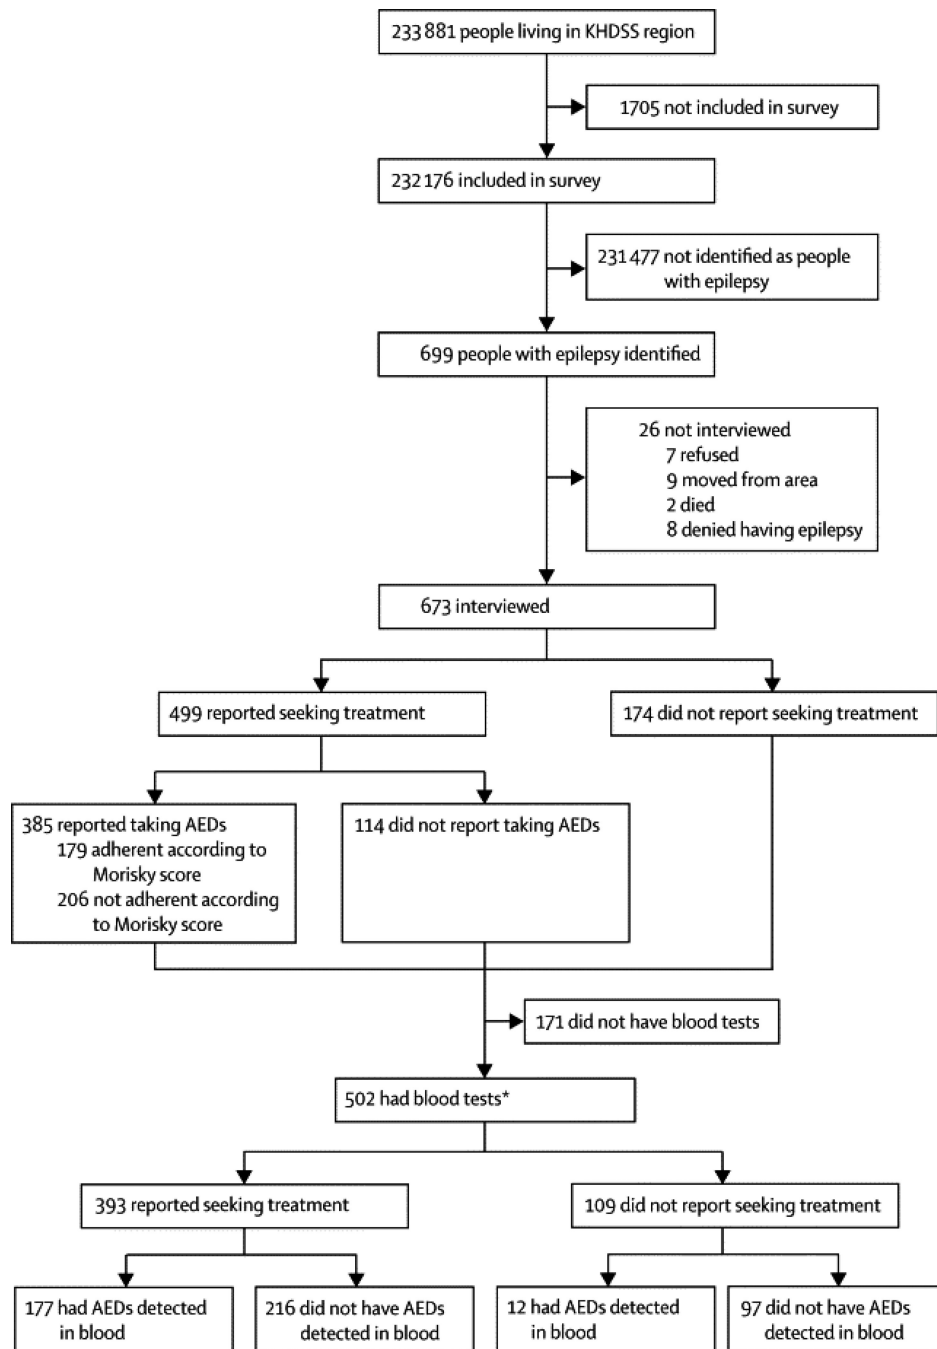 233 881 people living in KHDSS region
1705 not included in survey
232 176 included in survey
231 477 not identified as people
with epilepsy
699 people with epilepsy identified
26 not interviewed
7 refused
9 moved from area
2 died
8 denied having epilepsy
673 interviewed
499 reported seeking treatment
174 did not report seeking treatment
385 reported taking AEDs
179 adherent according to
Morisky score
206 not adherent according
to Morisky score
114 did not report taking AEDs
171 did not have blood tests
502 had blood tests*
393 reported seeking treatment
109 did not report seeking treatment
177 had AEDs detected
in blood
216 did not have AEDs
detected in blood
12 had AEDs detected
in blood
97 did not have AEDs
detected in blood